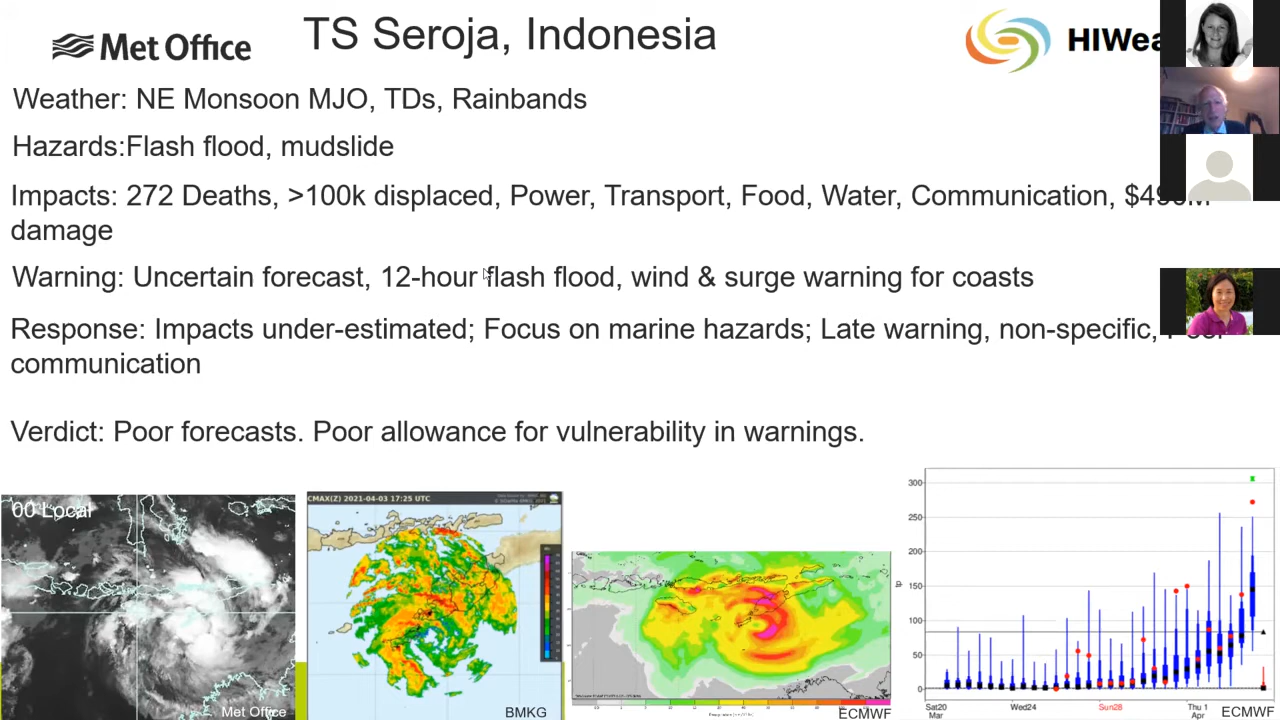 Met Office
TS Seroja, Indonesia
Weather: NE Monsoon MJO, TDs, Rainbands
Hazards:Flash flood, mudslide
Impacts: 272 Deaths, >100k displaced, Power, Transport, Food, Water, Communication,
damage
Warning: Uncertain forecast, 12-hour flash flood, wind & surge warning for coasts
Response: Impacts under-estimated; Focus on marine hazards; Late warning, non-specific,
communication
Verdict: Poor forecasts. Poor allowance for vulnerability in warnings.
00 Local
Met Office
CMAX(Z) 2021-04-03 17:25 UTC
BMKG
ECMWF
300
250
200
150
100
50
0
tp
Sat20
Mar
Wed24
Sun28
Thu 1
Apr
ECMWF